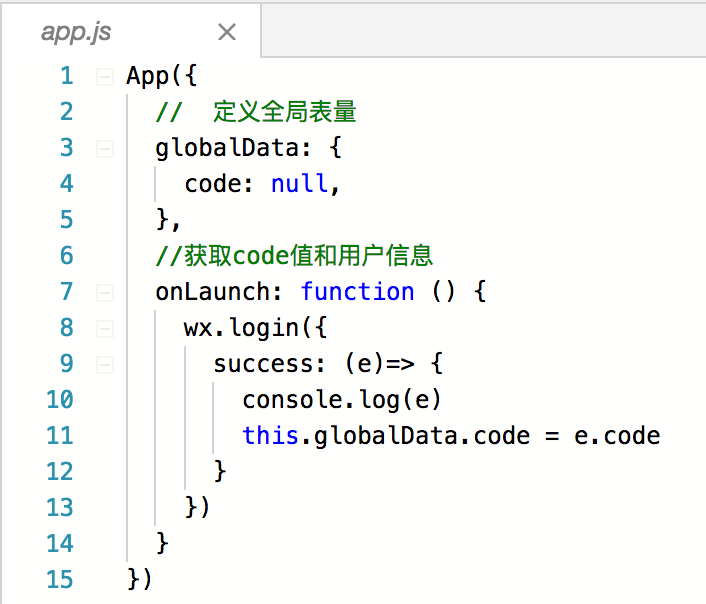 app.js
1 App({
2 // 定义全局表量
3 globalData: {
4 code: null,
5 },
6 //获取code值和用户信息
7 onLaunch: function () {
8 wx.login({
9 success: (e)=> {
10 console.log(e)
11 this.globalData.code = e.code
12 }
13 })
14 }
15 })